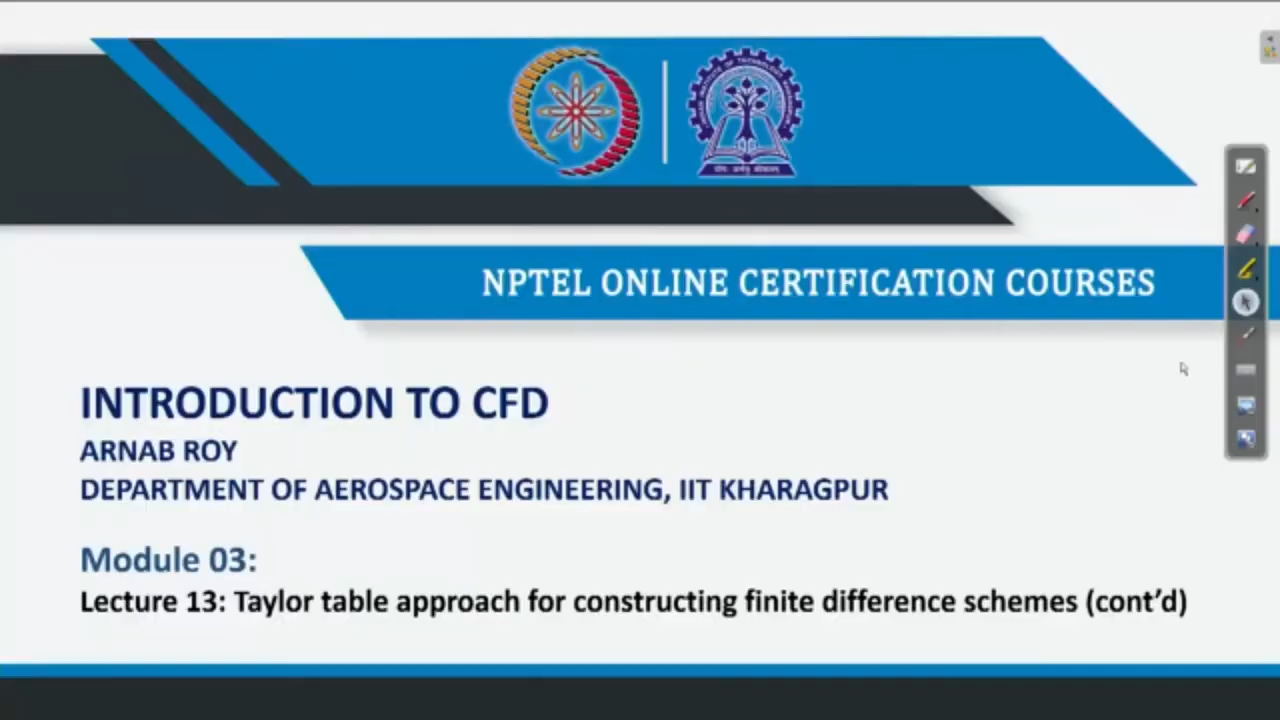 NPTEL ONLINE CERTIFICATION COURSES
INTRODUCTION TO CFD
ARNAB ROY
DEPARTMENT OF AEROSPACE ENGINEERING, IIT KHARAGPUR
Module 03:
Lecture 13: Taylor table approach for constructing finite difference schemes (cont'd)